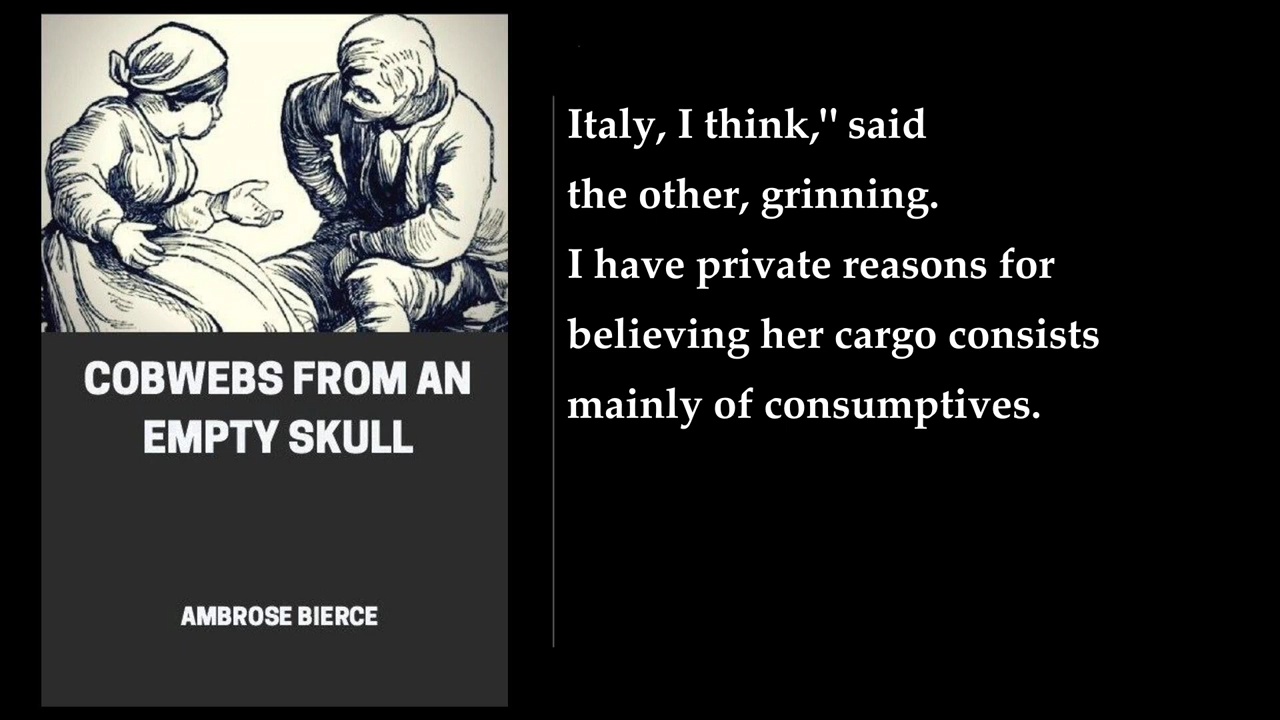 COBWEBS FROM AN
EMPTY SKULL
AMBROSE BIERCE
Italy, I think," said
the other, grinning.
I have private reasons for
believing her cargo consists
mainly of consumptives.